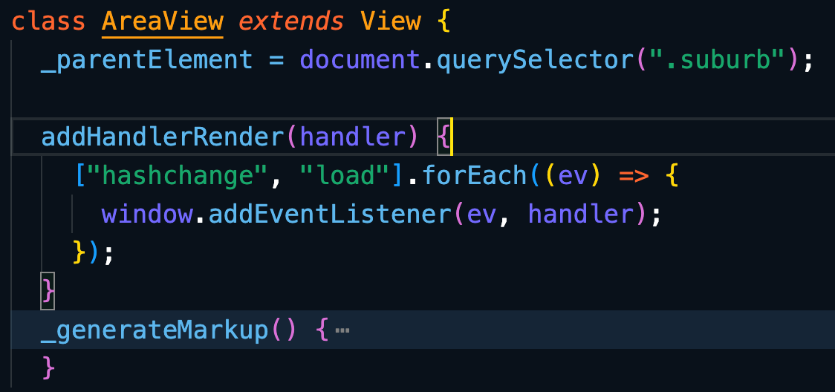 class AreaView extends View {
  _parentElement = document.querySelector(".suburb");

  addHandlerRender(handler) {
    ["hashchange", "load"].forEach((ev) => {
      window.addEventListener(ev, handler);
    });
  }
  _generateMarkup() {⋯
  }